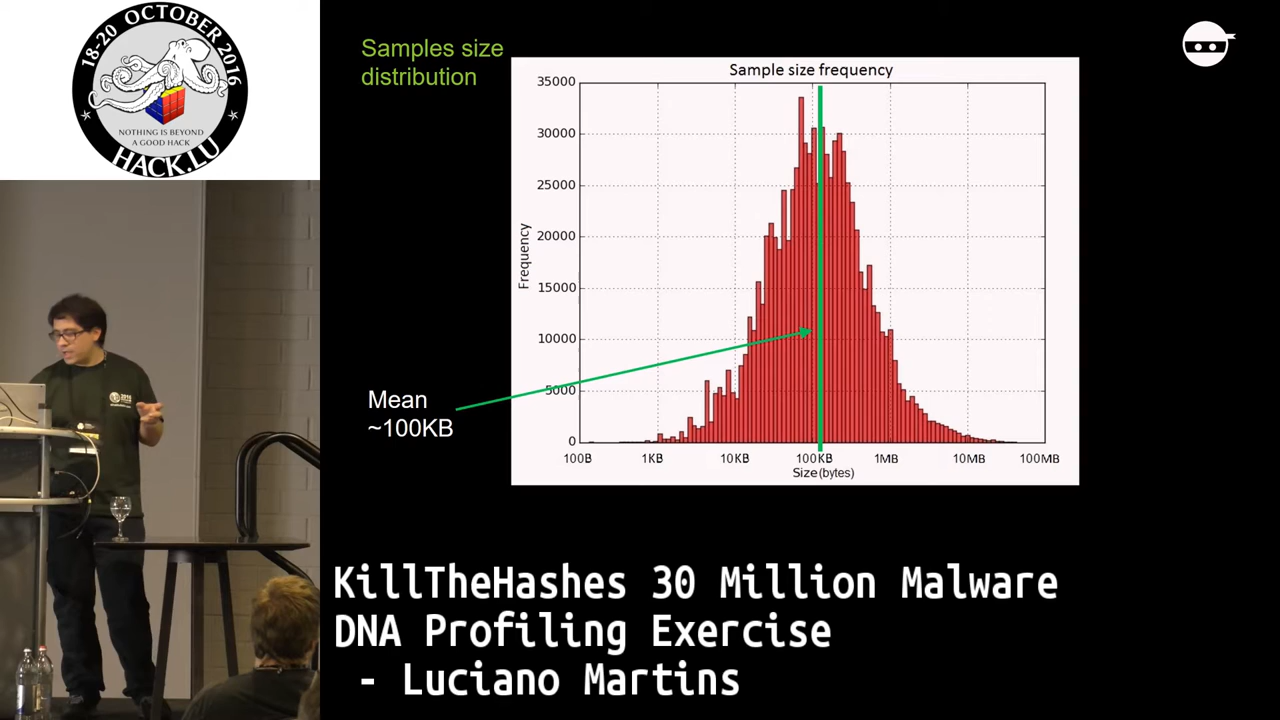 18-20 OCTOBER 2016
NOTHING IS BEYOND
A GOOD HACK
HACK.LU
Samples size
distribution
Sample size frequency
35000
30000
25000
20000
15000
10000
5000
0
Frequency
100B 1KB 10KB 100KB 1MB 10MB 100MB
Size(bytes)
Mean
~100KB
KillTheHashes 30 Million Malware
DNA Profiling Exercise
- Luciano Martins